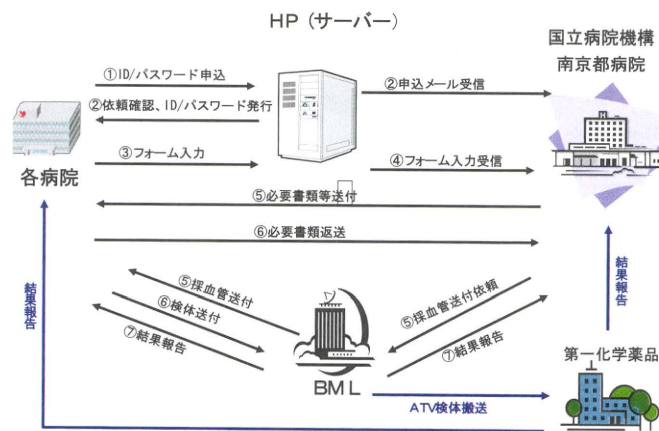 HP (サーバー)
国立病院機構
南京都病院
①ID/パスワード申込
②申込メール受信
②依頼確認、ID/パスワード発行
③フォーム入力
④フォーム入力受信
各病院
⑤必要書類等送付
⑥必要書類返送
結果報告
⑤採血管送付
⑥検体送付
⑦結果報告
⑤採血管送付依頼
⑦結果報告
結果報告
BML
第一化学薬品
ATV検体搬送